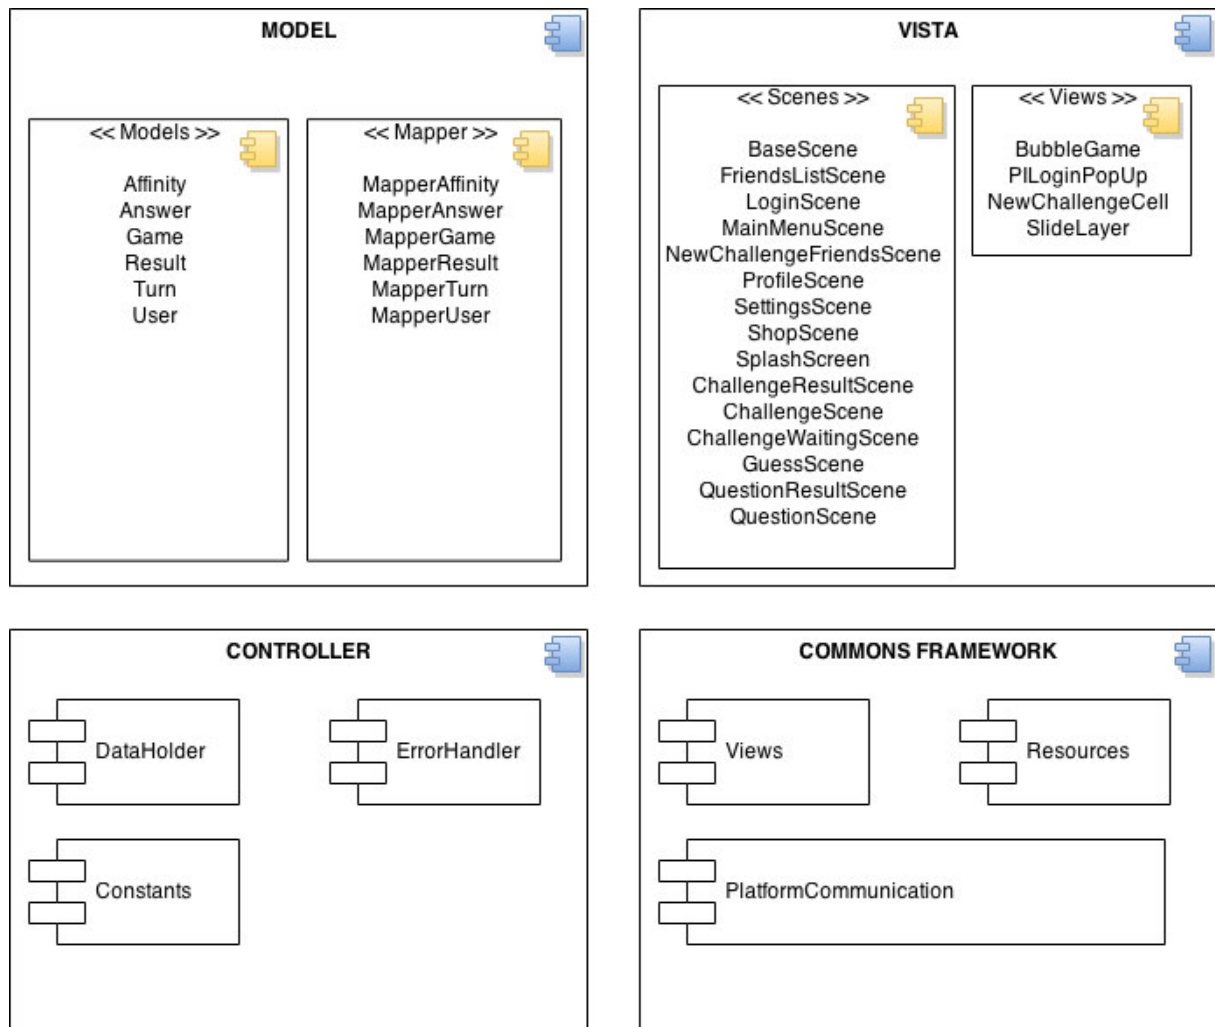 MODEL
<< Models >>
Affinity
Answer
Game
Result
Turn
User
<< Mapper >>
MapperAffinity
MapperAnswer
MapperGame
MapperResult
MapperTurn
MapperUser
VISTA
<< Scenes >>
BaseScene
FriendsListScene
LoginScene
MainMenuScene
NewChallengeFriendsScene
ProfileScene
SettingsScene
ShopScene
SplashScreen
ChallengeResultScene
ChallengeScene
ChallengeWaitingScene
GuessScene
QuestionResultScene
QuestionScene
<< Views >>
BubbleGame
PILoginPopUp
NewChallengeCell
SlideLayer
CONTROLLER
DataHolder
ErrorHandler
Constants
COMMONS FRAMEWORK
Views
Resources
PlatformCommunication